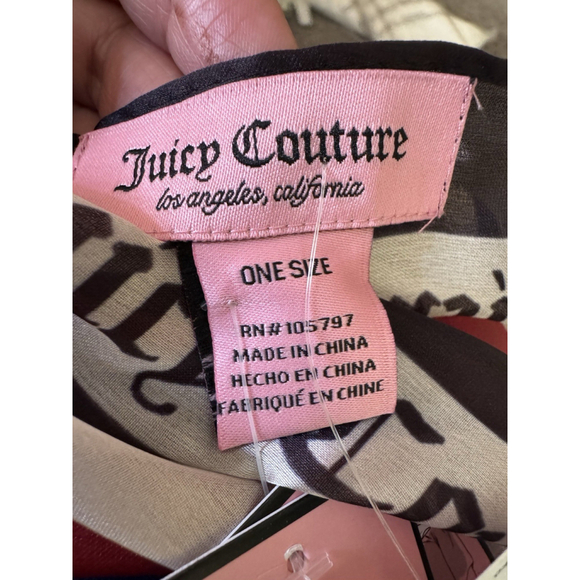 Juicy Couture
los angeles, california
ONE SIZE
RN# 105797
MADE IN CHINA
HECHO EN CHINA
FABRIQUÉ EN CHINE